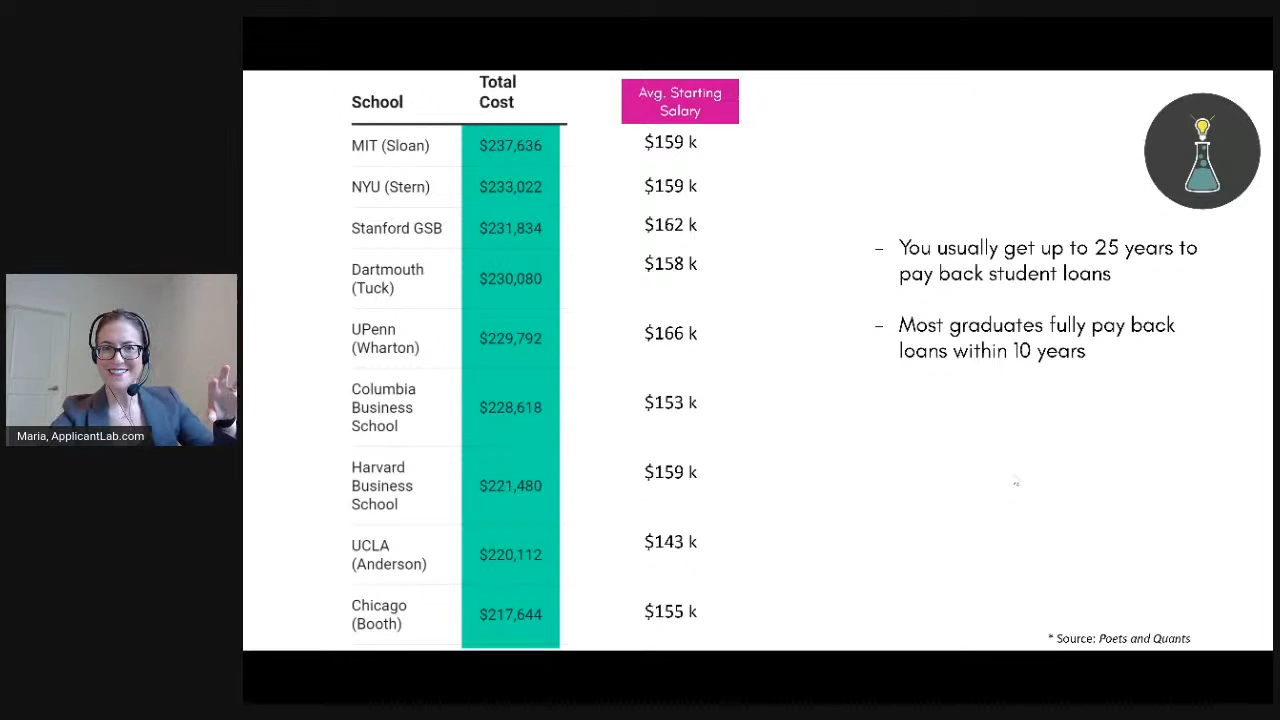 School
Total
Cost
Avg. Starting
Salary
MIT (Sloan)
$237,636
$159 k
NYU (Stern)
$233,022
$159 k
Stanford GSB
$231,834
$162 k
Dartmouth
(Tuck)
$230,080
$158 k
UPenn
(Wharton)
$229,792
$166 k
Columbia
Business
School
$228,618
$153 k
Harvard
Business
School
$221,480
$159 k
UCLA
(Anderson)
$220,112
$143 k
Chicago
(Booth)
$217,644
$155 k
- You usually get up to 25 years to
pay back student loans
- Most graduates fully pay back
loans within 10 years
* Source: Poets and Quants
Maria, ApplicantLab.com